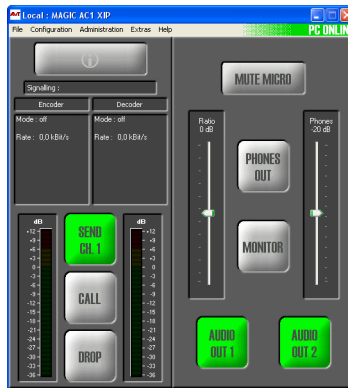 Local : MAGIC AC1 XIP
File Configuration Administration Extras Help
PC ONLINE
Signalling :
Encoder Decoder
Mode : off Mode : off
Rate : 0,0 kBit/s Rate : 0,0 kBit/s
MUTE MICRO
Ratio
0 dB
Phones
-20 dB
PHONES
OUT
MONITOR
dB dB
+12 +12
+9 +9
+6 +6
+3 +3
0 0
-3 -3
-6 -6
-9 -9
-12 -12
-15 -15
-18 -18
-21 -21
-24 -24
-27 -27
-30 -30
-33 -33
-36 -36
SEND
CH. 1
CALL
DROP
AUDIO
OUT 1
AUDIO
OUT 2